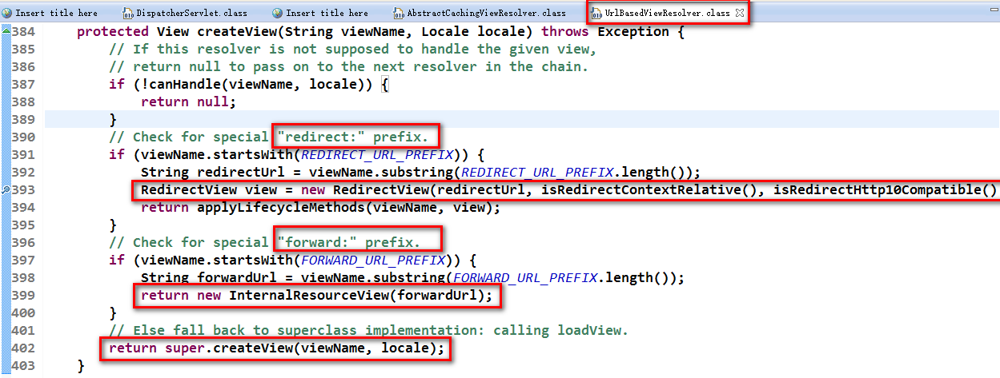 Insert title here DispatcherServlet.class Insert title here AbstractCachingViewResolver.class UrlBasedViewResolver.class
384 protected View createView(String viewName, Locale locale) throws Exception {
385 // If this resolver is not supposed to handle the given view,
386 // return null to pass on to the next resolver in the chain.
387 if (!canHandle(viewName, locale)) {
388 return null;
389 }
390 // Check for special "redirect:" prefix.
391 if (viewName.startsWith(REDIRECT_URL_PREFIX)) {
392 String redirectUrl = viewName.substring(REDIRECT_URL_PREFIX.length());
393 RedirectView view = new RedirectView(redirectUrl, isRedirectContextRelative(), isRedirectHttp10Compatible()
394 return applyLifecycleMethods(viewName, view);
395 }
396 // Check for special "forward:" prefix.
397 if (viewName.startsWith(FORWARD_URL_PREFIX)) {
398 String forwardUrl = viewName.substring(FORWARD_URL_PREFIX.length());
399 return new InternalResourceView(forwardUrl);
400 }
401 // Else fall back to superclass implementation: calling loadView.
402 return super.createView(viewName, locale);
403 }